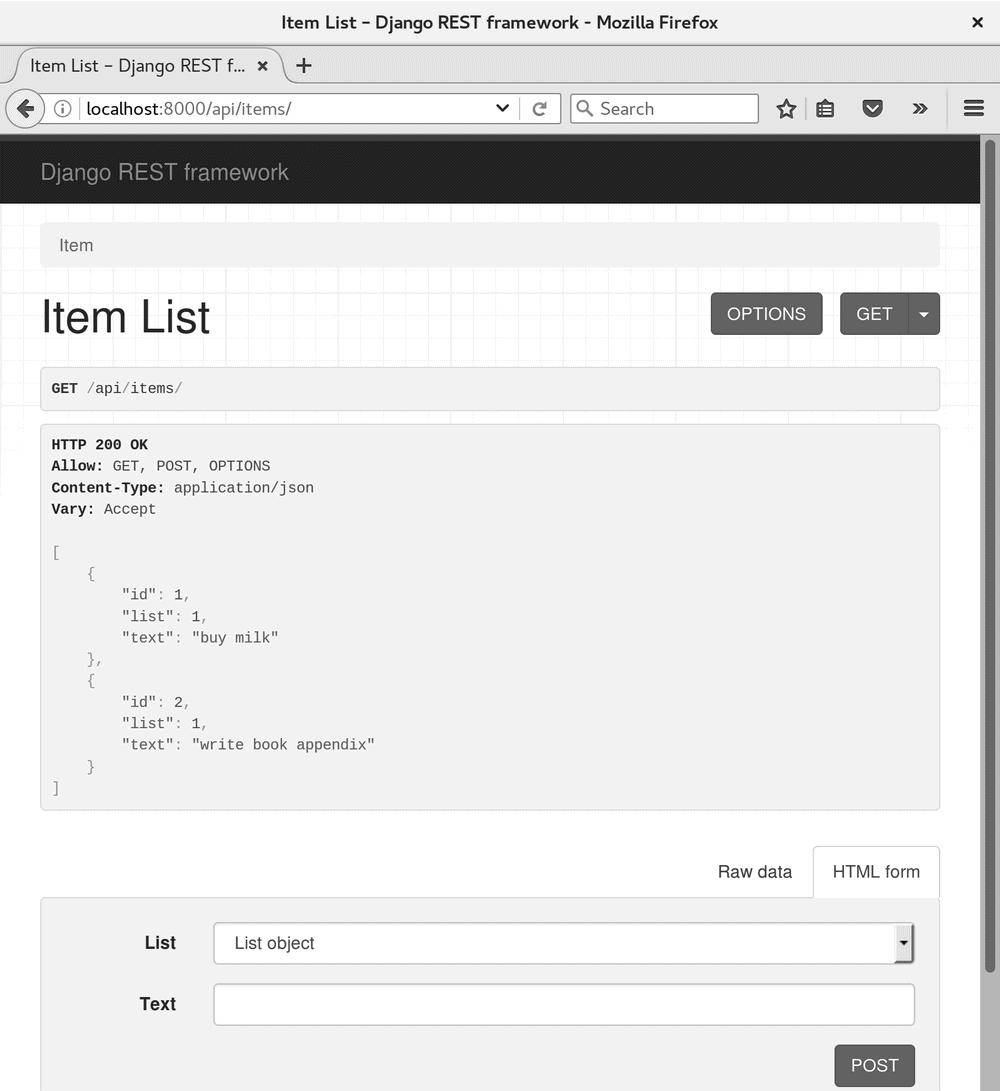 Item List – Django REST framework - Mozilla Firefox
Item List – Django REST f...
localhost:8000/api/items/
Search
Django REST framework
Item
Item List
OPTIONS
GET
GET /api/items/
HTTP 200 OK
Allow: GET, POST, OPTIONS
Content-Type: application/json
Vary: Accept
[
    {
        "id": 1,
        "list": 1,
        "text": "buy milk"
    },
    {
        "id": 2,
        "list": 1,
        "text": "write book appendix"
    }
]
Raw data
HTML form
List
List object
Text
POST